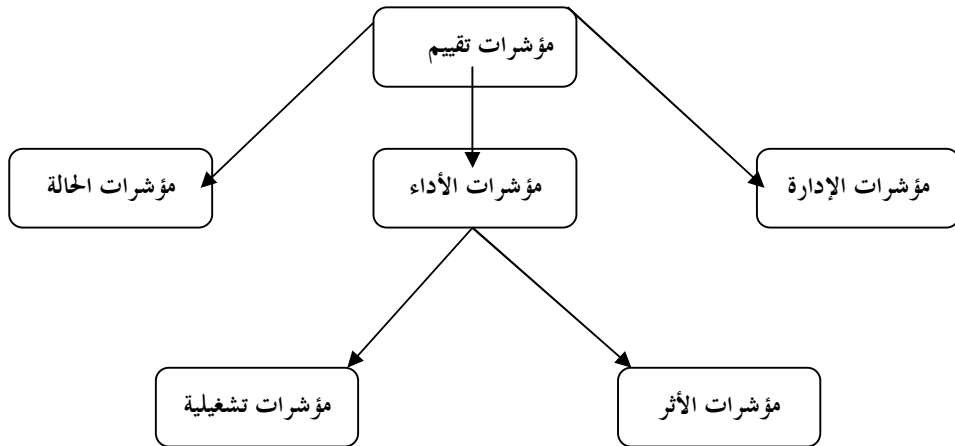 مؤشرات تقييم
مؤشرات الإدارة
مؤشرات الأداء
مؤشرات الحالة
مؤشرات الأثر
مؤشرات تشغيلية